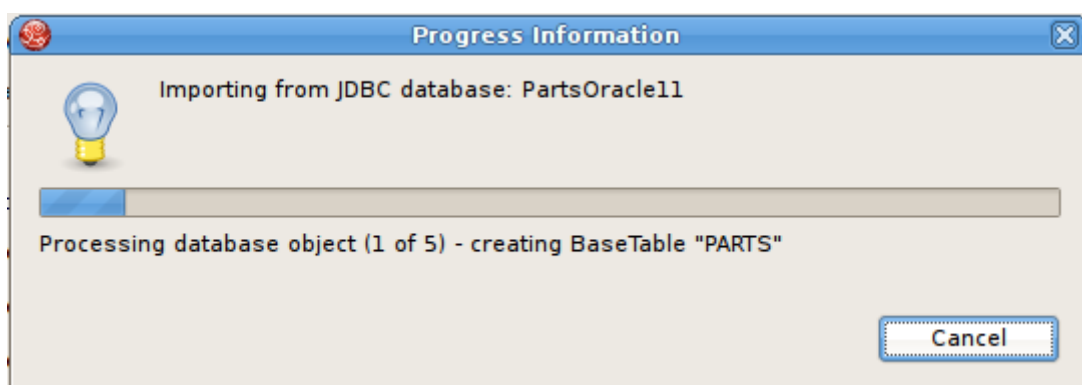 Progress Information
Importing from JDBC database: PartsOracle11
Processing database object (1 of 5) - creating BaseTable "PARTS"
Cancel